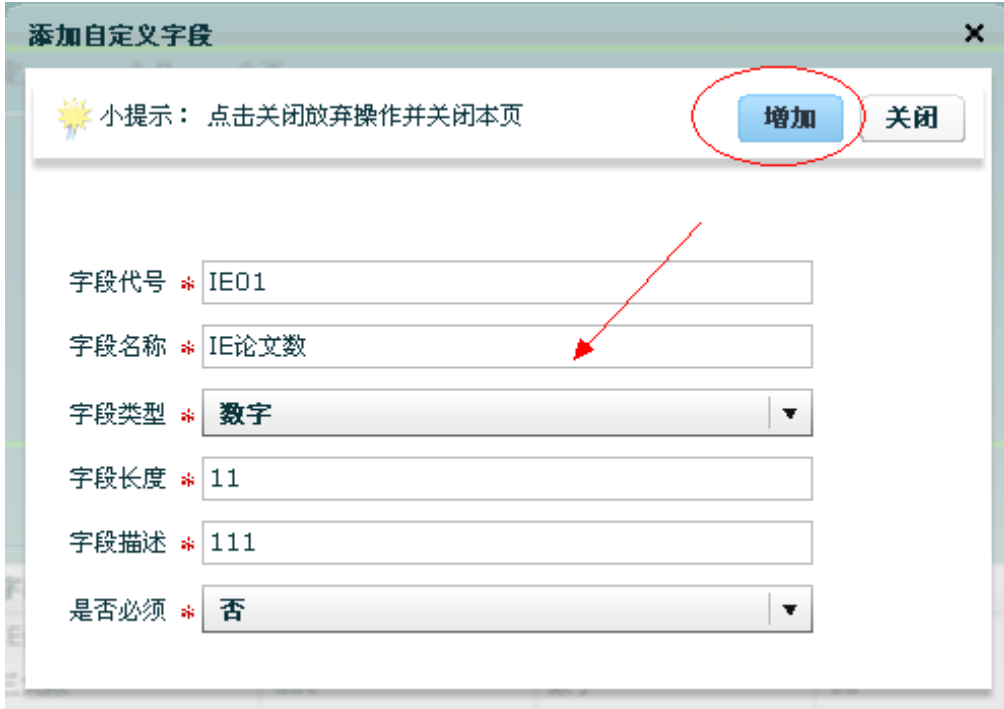 添加自定义字段
小提示： 点击关闭放弃操作并关闭本页 增加 关闭
字段代号 * IE01
字段名称 * IE论文数
字段类型 * 数字
字段长度 * 11
字段描述 * 111
是否必须 * 否